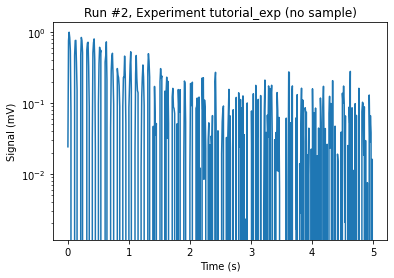 Run #2, Experiment tutorial_exp (no sample)
10⁰
10⁻¹
10⁻²
Signal (mV)
0 1 2 3 4 5
Time (s)